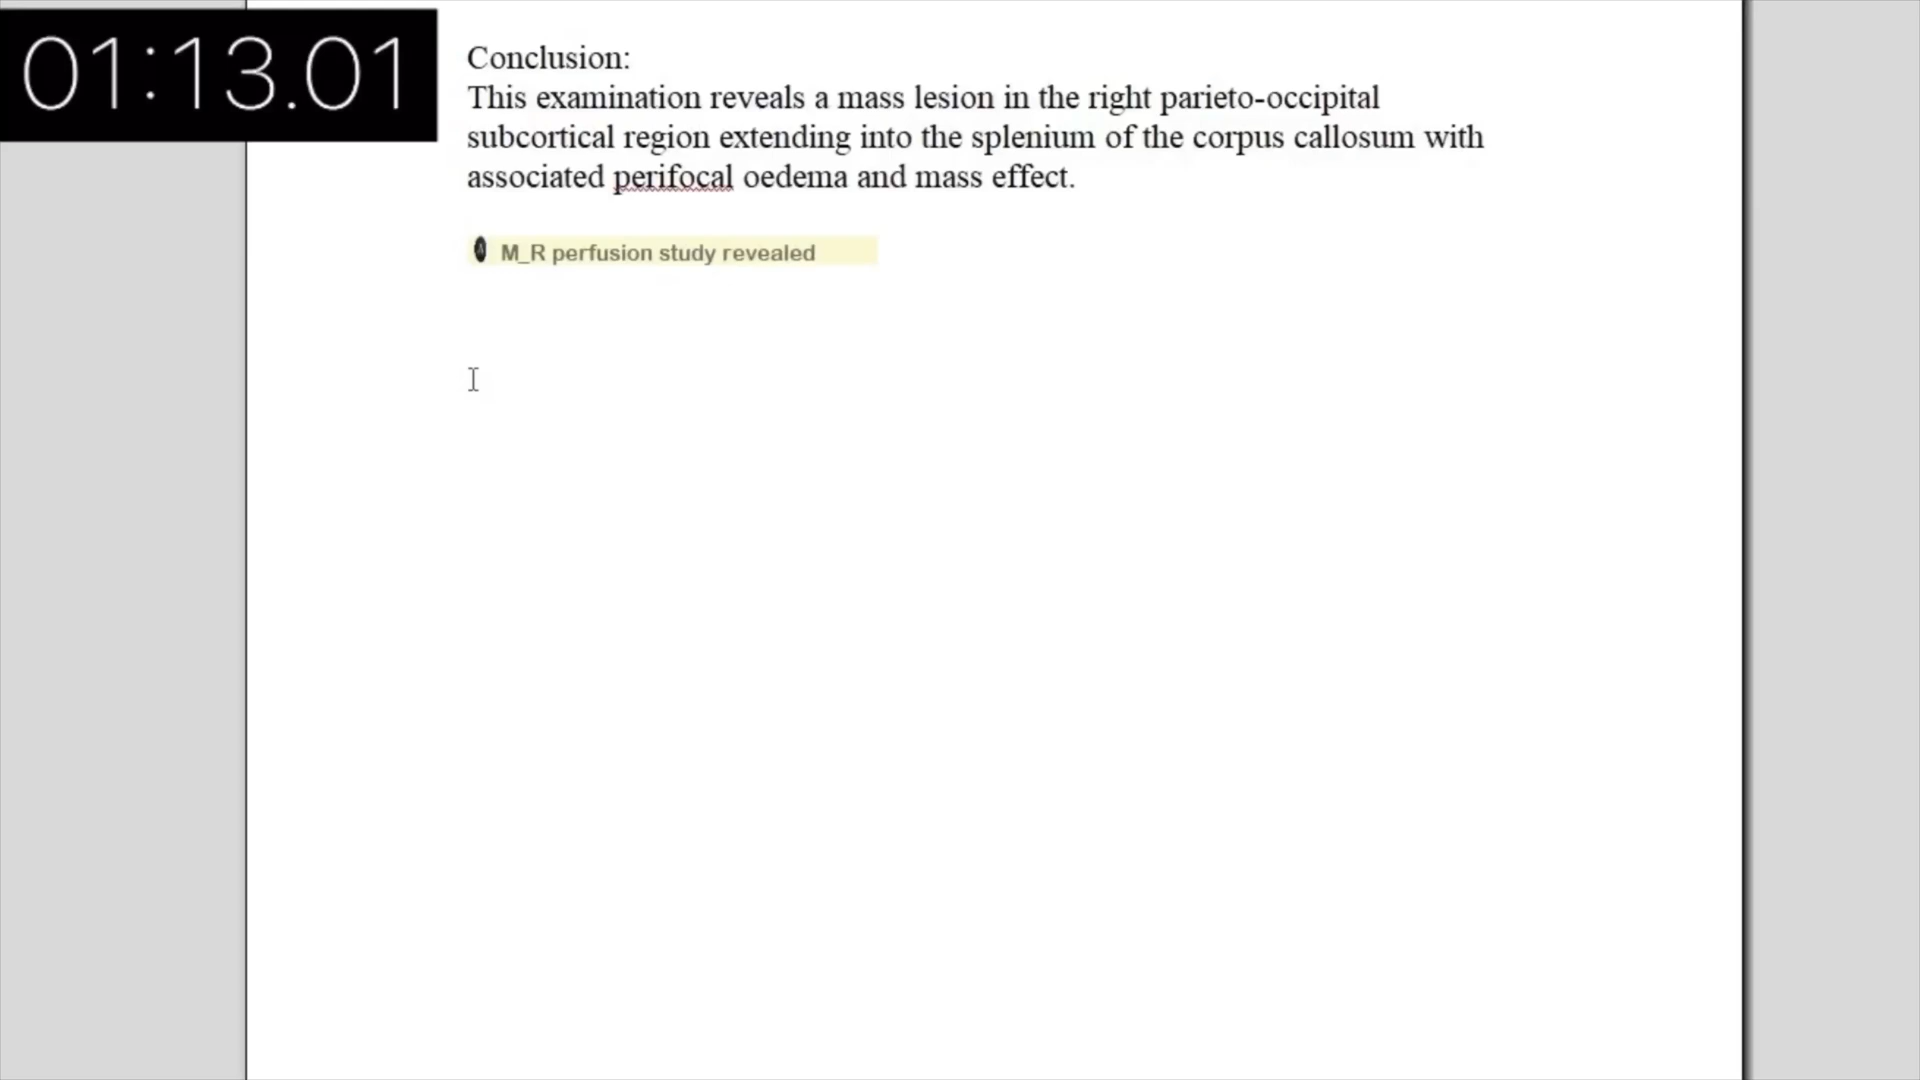 01:13.01
Conclusion:
This examination reveals a mass lesion in the right parieto-occipital
subcortical region extending into the splenium of the corpus callosum with
associated perifocal oedema and mass effect.
M_R perfusion study revealed